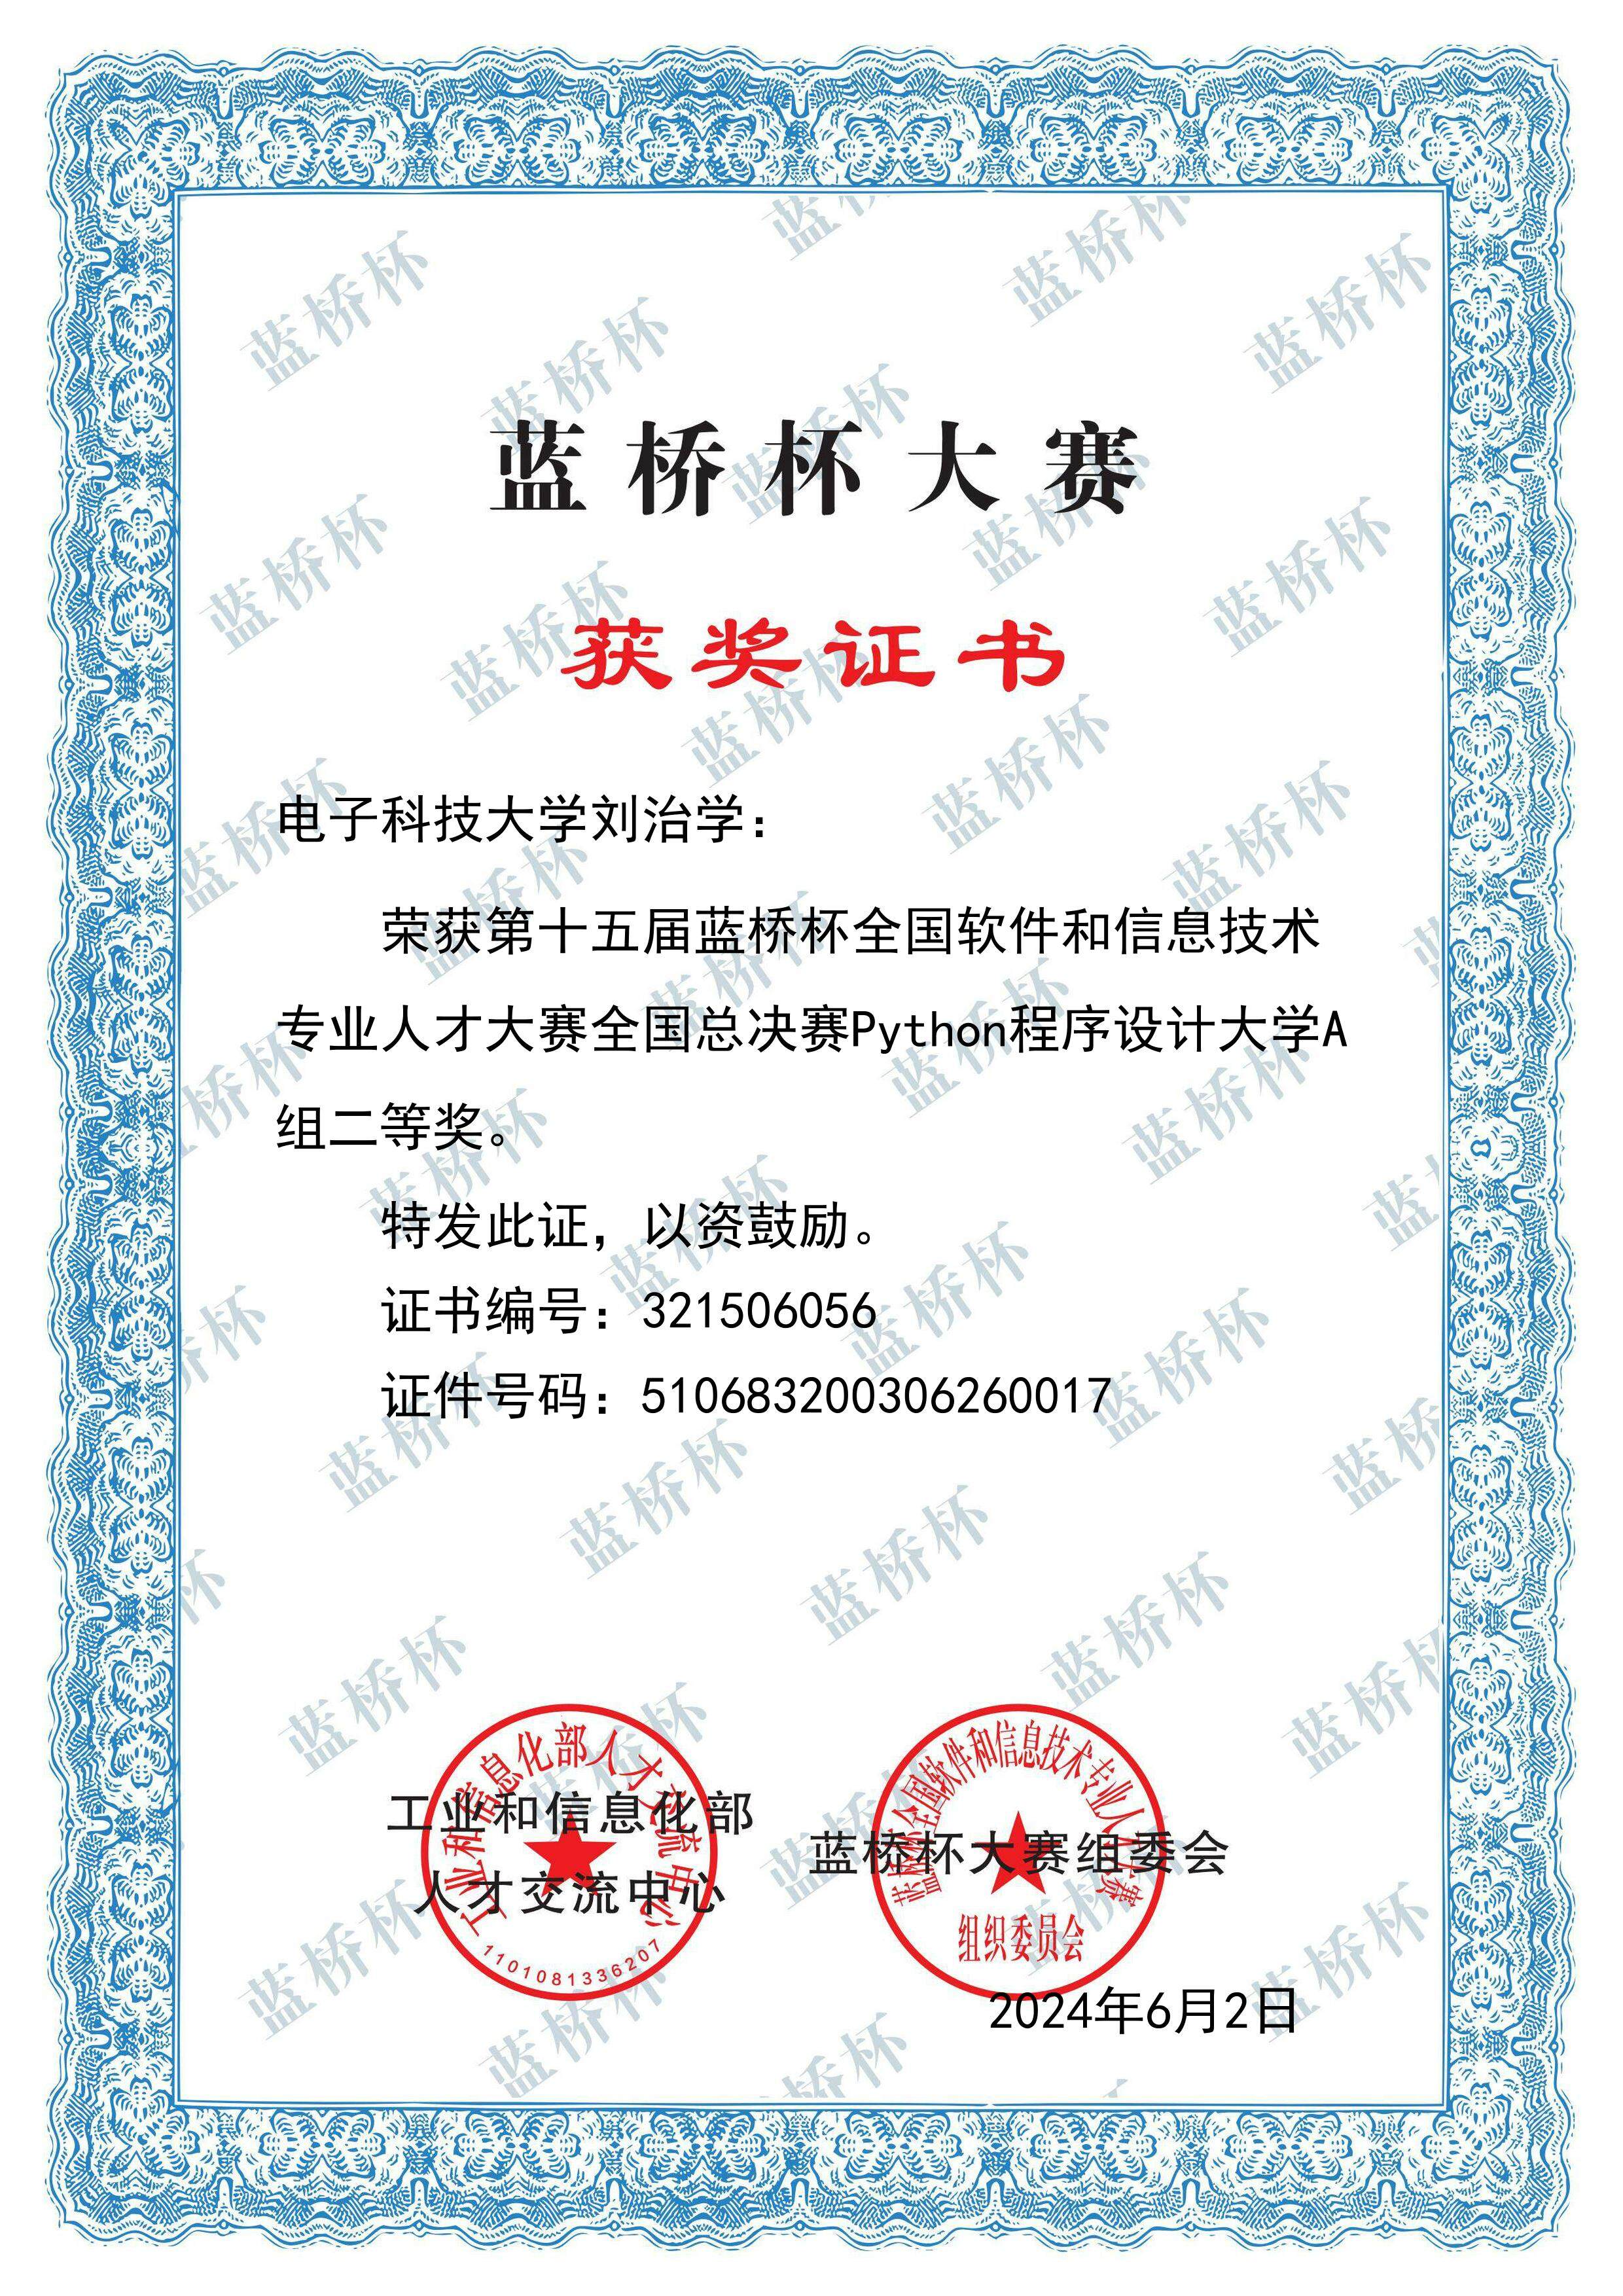 蓝桥杯大赛
获奖证书
电子科技大学刘治学：
荣获第十五届蓝桥杯全国软件和信息技术
专业人才大赛全国总决赛Python程序设计大学A
组二等奖。
特发此证，以资鼓励。
证书编号：321506056
证件号码：510683200306260017
工业和信息化部
人才交流中心
工业和信息化部人才交流中心
1101081336207
蓝桥杯大赛组委会
蓝桥杯全国软件和信息技术专业人才大赛
组织委员会
2024年6月2日
蓝桥杯